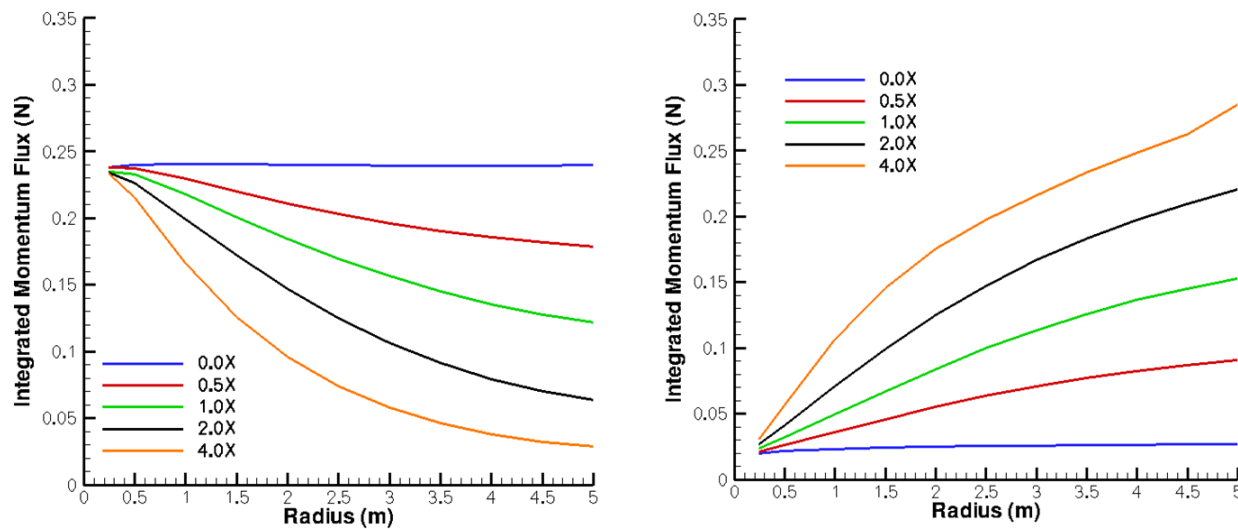 0.35
0.3
0.25
0.2
0.15
0.1
0.05
0
Integrated Momentum Flux (N)
0.0X
0.5X
1.0X
2.0X
4.0X
0 0.5 1 1.5 2 2.5 3 3.5 4 4.5 5
Radius (m)
0.35
0.3
0.25
0.2
0.15
0.1
0.05
0
Integrated Momentum Flux (N)
0.0X
0.5X
1.0X
2.0X
4.0X
0 0.5 1 1.5 2 2.5 3 3.5 4 4.5 5
Radius (m)